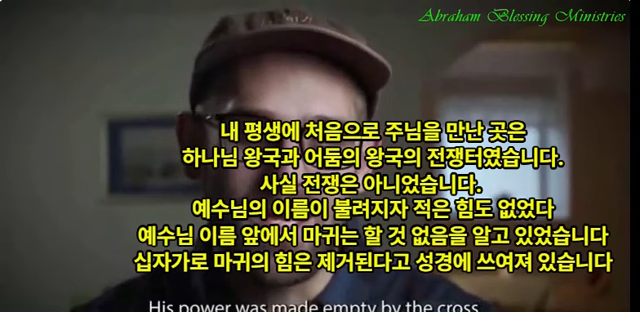 Abraham Blessing Ministries
내 평생에 처음으로 주님을 만난 곳은
하나님 왕국과 어둠의 왕국의 전쟁터였습니다.
사실 전쟁은 아니었습니다.
예수님의 이름이 불려지자 적은 힘도 없었다
예수님 이름 앞에서 마귀는 할 것 없음을 알고 있었습니다
십자가로 마귀의 힘은 제거된다고 성경에 쓰여져 있습니다
His power was made empty by the cross